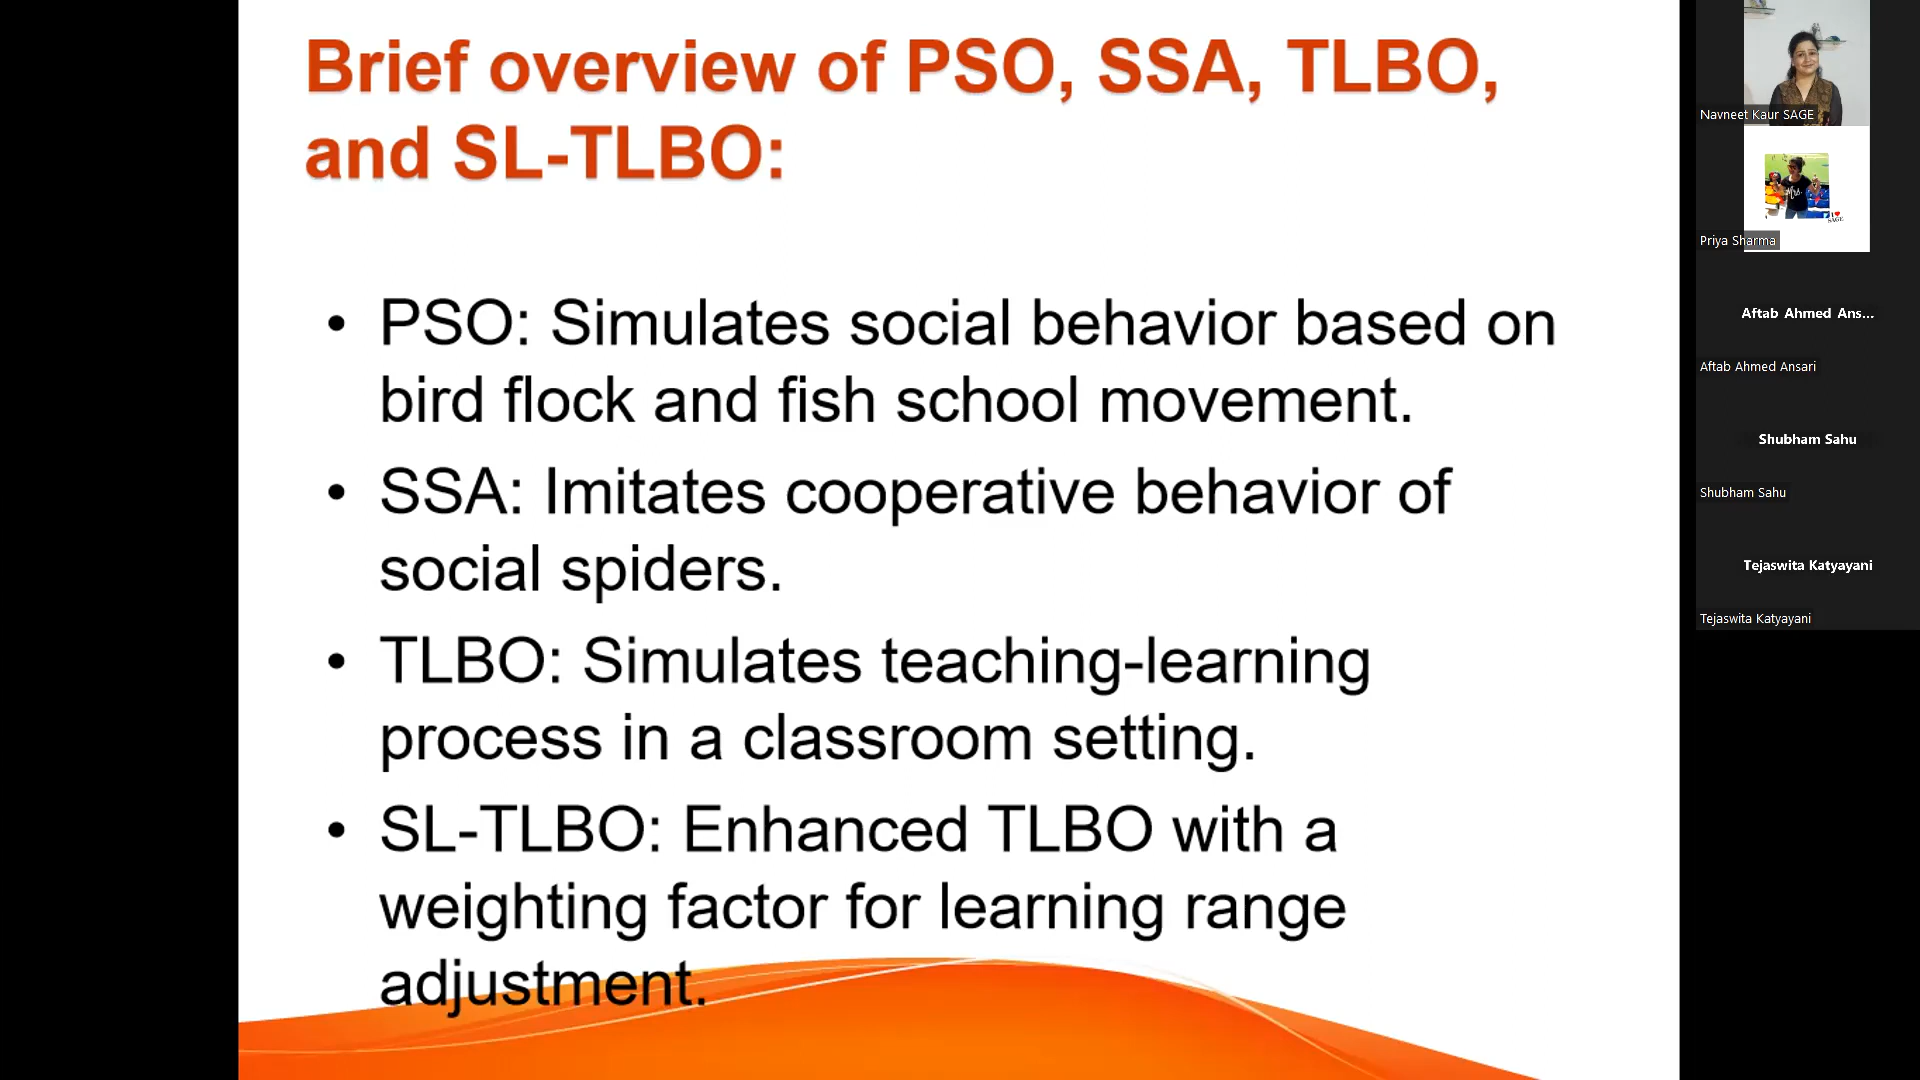 Brief overview of PSO, SSA, TLBO,
and SL-TLBO:
• PSO: Simulates social behavior based on
bird flock and fish school movement.
• SSA: Imitates cooperative behavior of
social spiders.
• TLBO: Simulates teaching-learning
process in a classroom setting.
• SL-TLBO: Enhanced TLBO with a
weighting factor for learning range
adjustment.
Navneet Kaur SAGE
Mrs.
I
SAGE
Priya Sharma
Aftab Ahmed Ans...
Aftab Ahmed Ansari
Shubham Sahu
Shubham Sahu
Tejaswita Katyayani
Tejaswita Katyayani